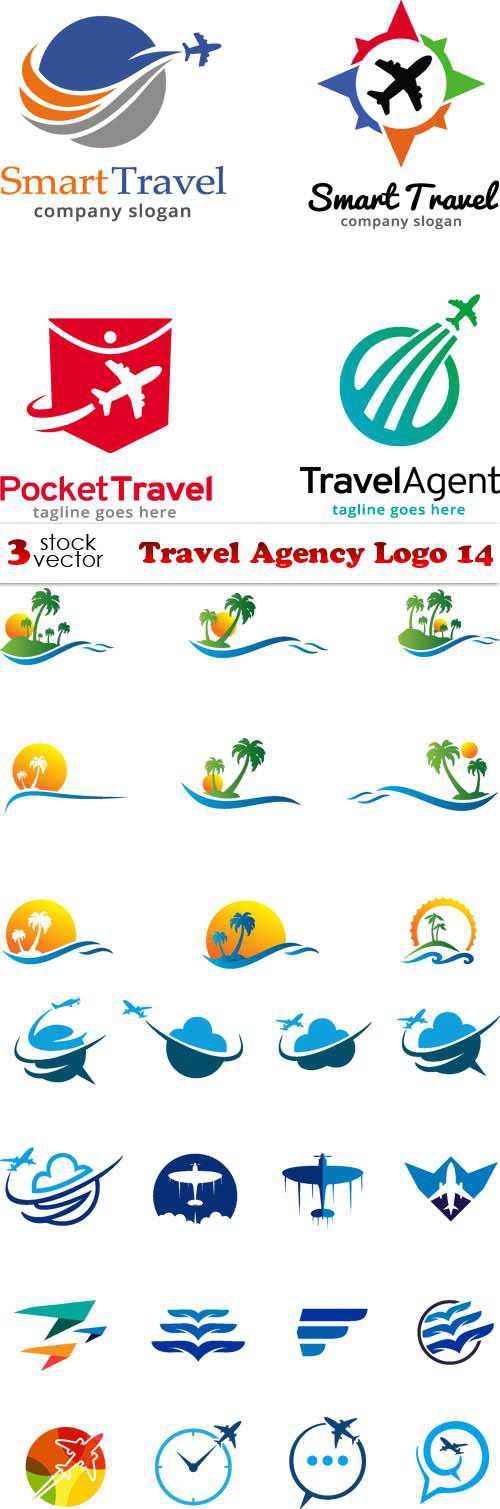 Smart Travel
company slogan
Smart Travel
company slogan
PocketTravel
tagline goes here
TravelAgent
tagline goes here
3 stock
vector
Travel Agency Logo 14